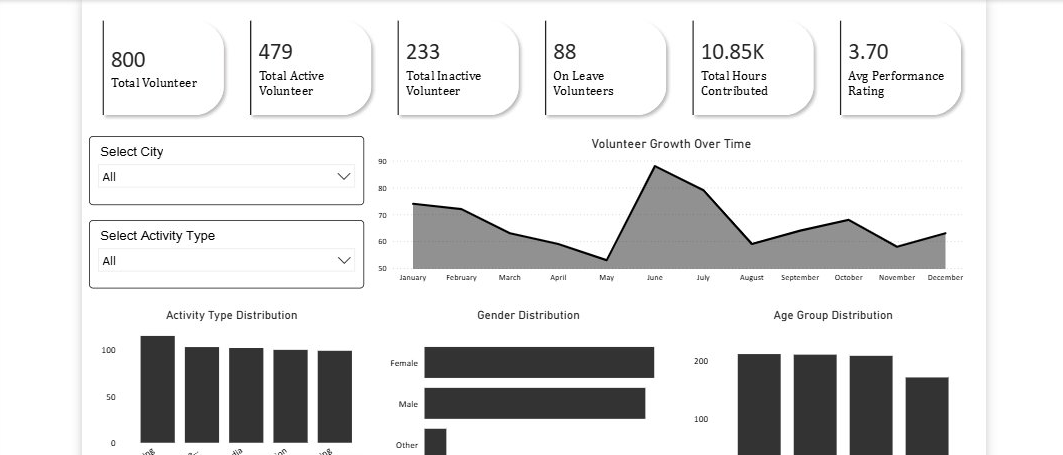 800
Total Volunteer
479
Total Active
Volunteer
233
Total Inactive
Volunteer
88
On Leave
Volunteers
10.85K
Total Hours
Contributed
3.70
Avg Performance
Rating
Select City
All
Select Activity Type
All
Volunteer Growth Over Time
90
80
70
60
50
January February March April May June July August September October November December
Activity Type Distribution
100
50
0
Gender Distribution
Female
Male
Other
Age Group Distribution
200
100